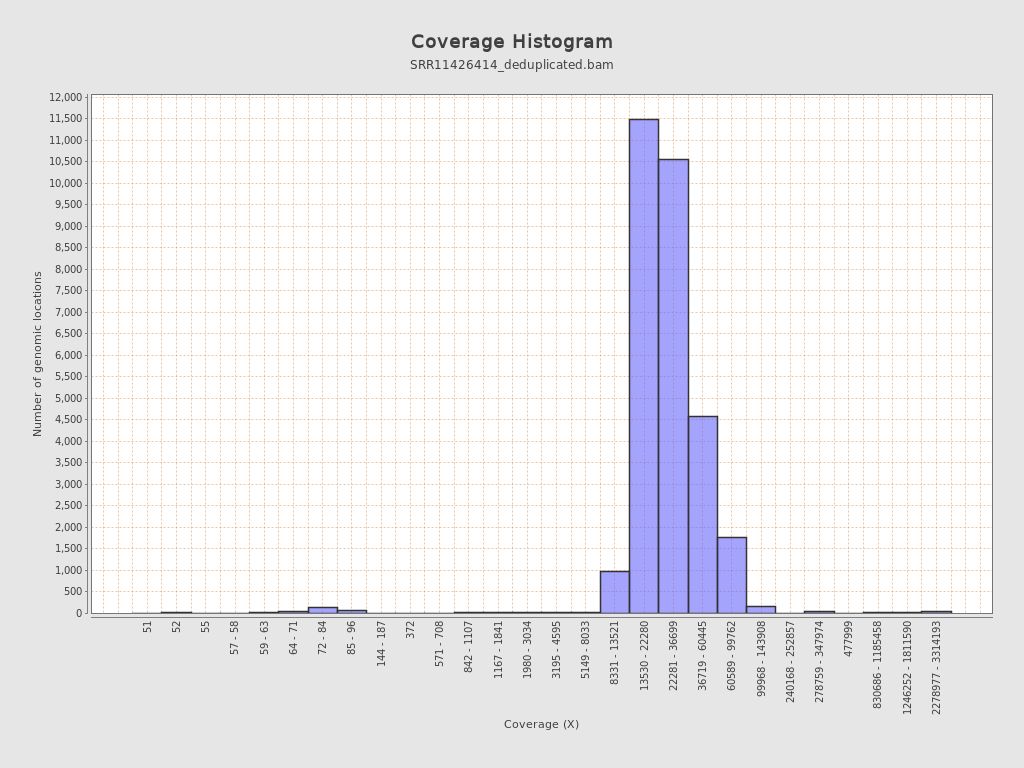 Coverage Histogram
SRR11426414_deduplicated.bam
12,000
11,500
11,000
10,500
10,000
9,500
9,000
8,500
8,000
7,500
7,000
6,500
6,000
5,500
5,000
4,500
4,000
3,500
3,000
2,500
2,000
1,500
1,000
500
0
Number of genomic locations
51
52
55
57 - 58
59 - 63
64 - 71
72 - 84
85 - 96
144 - 187
372
571 - 708
842 - 1107
1167 - 1841
1980 - 3034
3195 - 4595
5149 - 8033
8331 - 13521
13530 - 22280
22281 - 36699
36719 - 60445
60589 - 99762
99968 - 143908
240168 - 252857
278759 - 347974
477999
830686 - 1185458
1246252 - 1811590
2278977 - 3314193
Coverage (X)